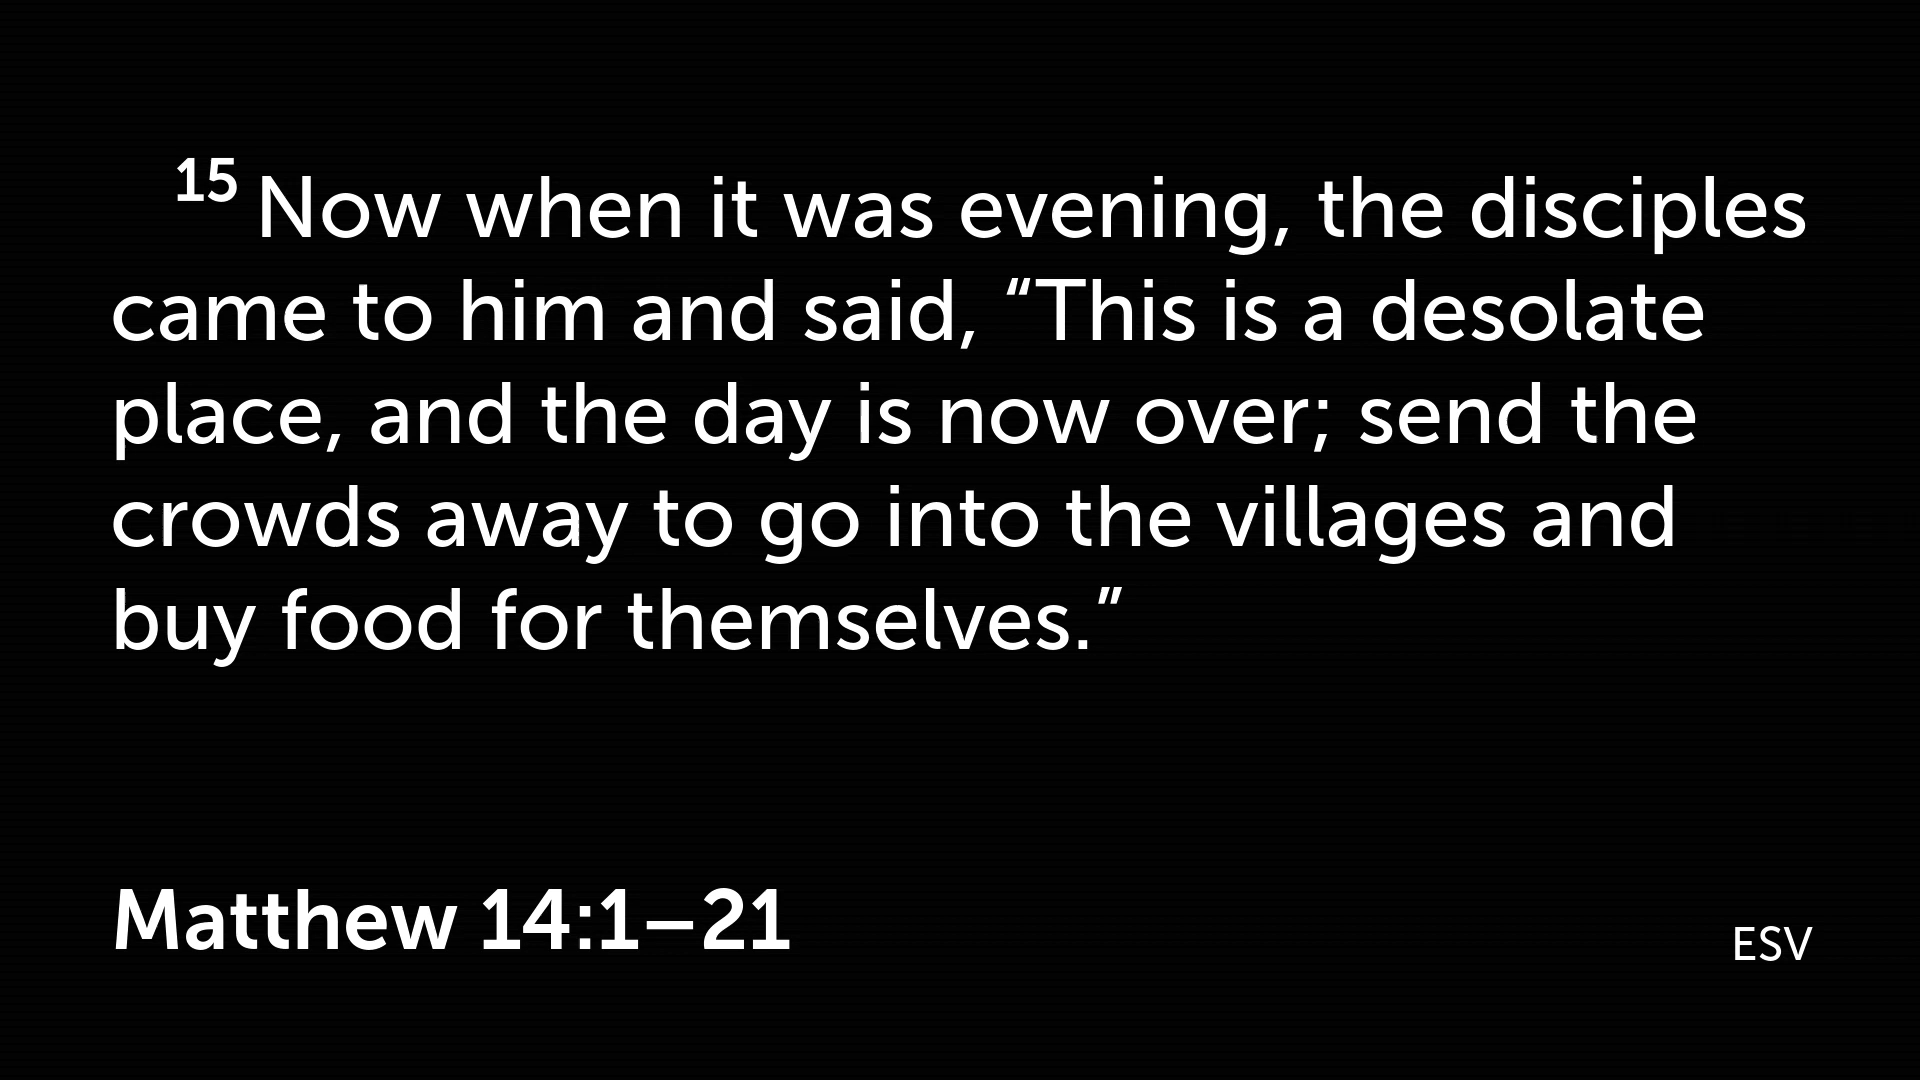 15 Now when it was evening, the disciples
came to him and said, “This is a desolate
place, and the day is now over; send the
crowds away to go into the villages and
buy food for themselves.”
Matthew 14:1–21
ESV